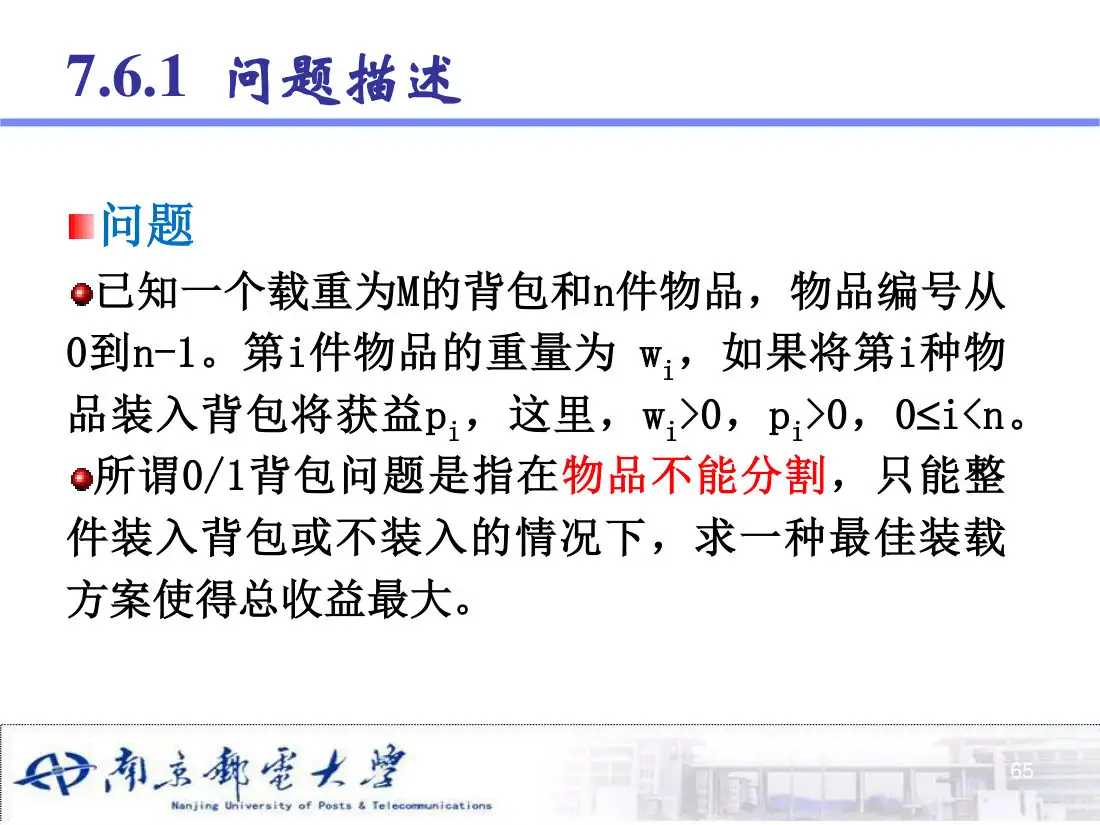 7.6.1 问题描述
问题
已知一个载重为M的背包和n件物品，物品编号从
0到n-1。第i件物品的重量为 wi，如果将第i种物
品装入背包将获益pi，这里，wi>0，pi>0，0≤i<n。
所谓0/1背包问题是指在物品不能分割，只能整
件装入背包或不装入的情况下，求一种最佳装载
方案使得总收益最大。
65
南京郵電大學
Nanjing University of Posts & Telecommunications